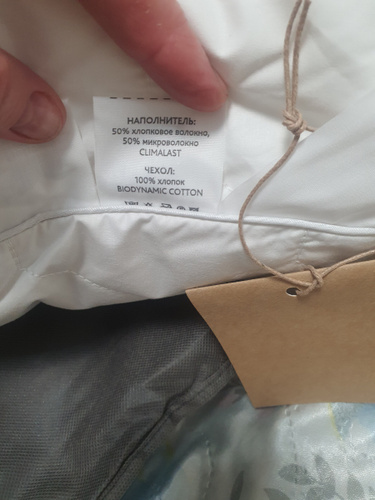 НАПОЛНИТЕЛЬ:
50% хлопковое волокно,
50% микроволокно
CLIMALAST
ЧЕХОЛ:
100% хлопок
BIODYNAMIC COTTON